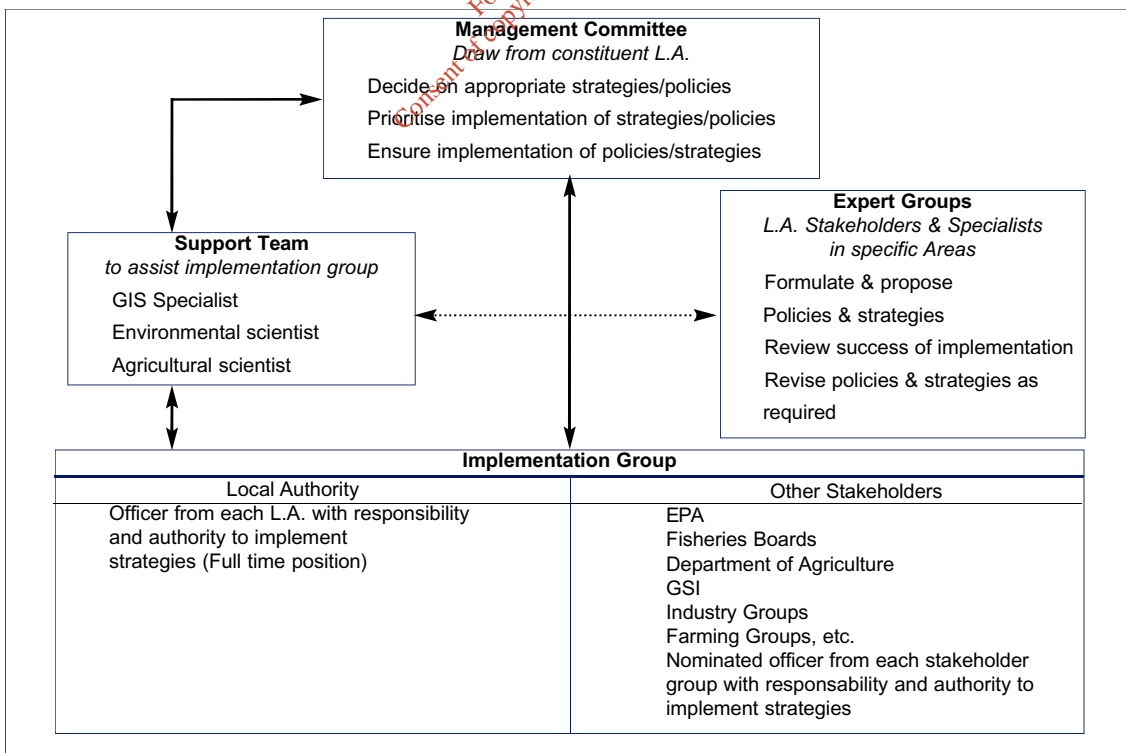 Consent of copy
Fo
Management Committee
Draw from constituent L.A.
Decide on appropriate strategies/policies
Prioritise implementation of strategies/policies
Ensure implementation of policies/strategies
Support Team
to assist implementation group
GIS Specialist
Environmental scientist
Agricultural scientist
Expert Groups
L.A. Stakeholders & Specialists
in specific Areas
Formulate & propose
Policies & strategies
Review success of implementation
Revise policies & strategies as
required
Implementation Group
Local Authority
Officer from each L.A. with responsibility
and authority to implement
strategies (Full time position)
Other Stakeholders
EPA
Fisheries Boards
Department of Agriculture
GSI
Industry Groups
Farming Groups, etc.
Nominated officer from each stakeholder
group with responsability and authority to
implement strategies